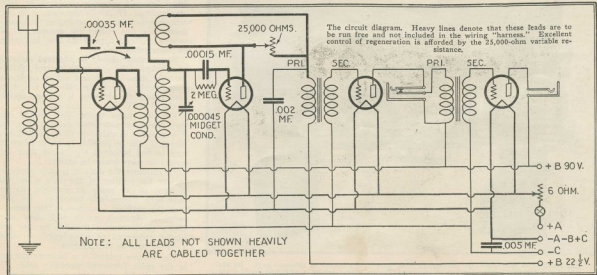 .00035 MF.
25,000 OHMS.
The circuit diagram. Heavy lines denote that these leads are to
be run free and not included in the wiring "harness." Excellent
control of regeneration is afforded by the 25,000-ohm variable re-
sistance.
.00015 MF.
PRI.
SEC.
PRI.
SEC.
2 MEG.
.000045
MIDGET
COND.
.002
MF.
+ B 90 V.
6 OHM.
+A
-A-B+C
.005 MF.
-C
+ B 22 1/2 V.
NOTE: ALL LEADS NOT SHOWN HEAVILY
ARE CABLED TOGETHER